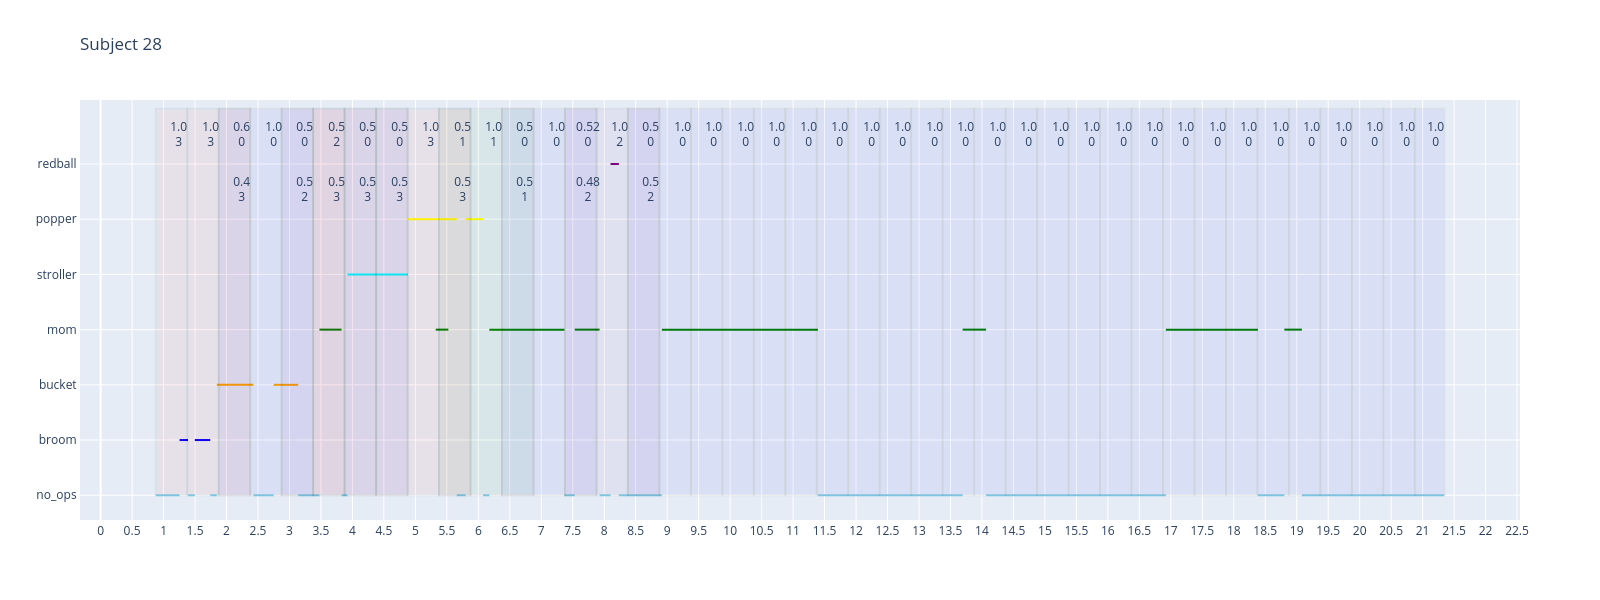 Subject 28
1.0 1.0 0.6 1.0 0.5 0.5 0.5 0.5 1.0 0.5 1.0 0.5 1.0 0.52 1.0 0.5 1.0 1.0 1.0 1.0 1.0 1.0 1.0 1.0 1.0 1.0 1.0 1.0 1.0 1.0 1.0 1.0 1.0 1.0 1.0 1.0 1.0 1.0 1.0 1.0 1.0
3 3 0 0 0 2 0 0 3 1 1 0 0 0 2 0 0 0 0 0 0 0 0 0 0 0 0 0 0 0 0 0 0 0 0 0 0 0 0 0 0
redball
0.4 0.5 0.5 0.5 0.5 0.5 0.5 0.48 0.5
3 2 3 3 3 3 1 2 2
popper
stroller
mom
bucket
broom
no_ops
0 0.5 1 1.5 2 2.5 3 3.5 4 4.5 5 5.5 6 6.5 7 7.5 8 8.5 9 9.5 10 10.5 11 11.5 12 12.5 13 13.5 14 14.5 15 15.5 16 16.5 17 17.5 18 18.5 19 19.5 20 20.5 21 21.5 22 22.5